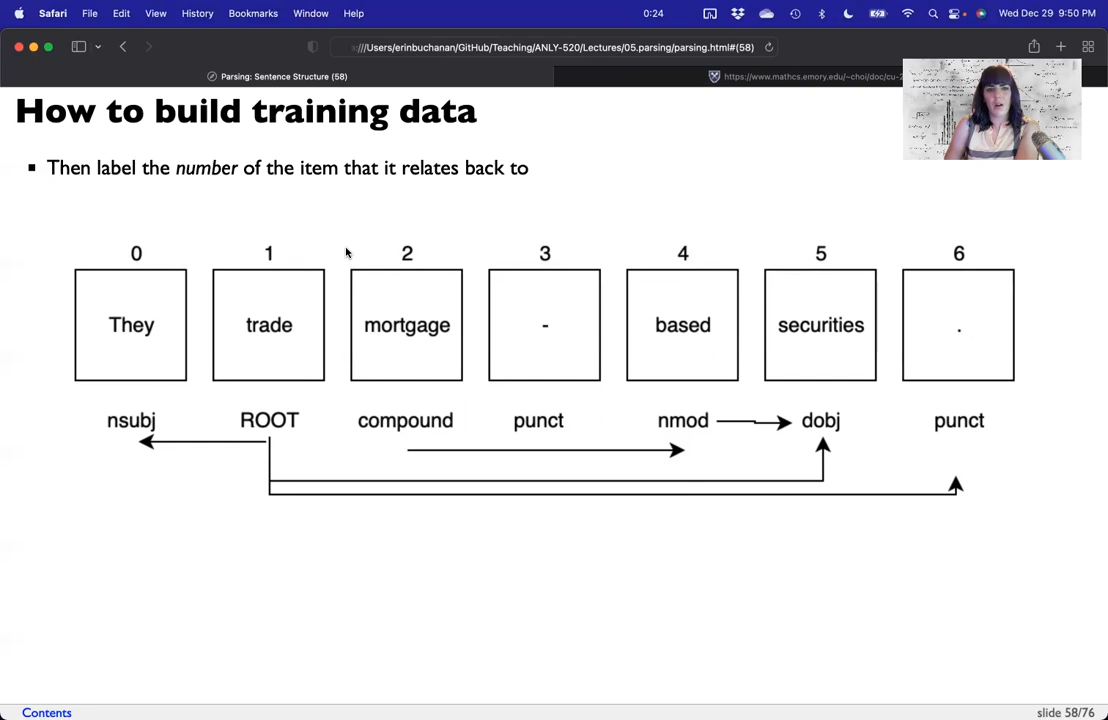 Safari File Edit View History Bookmarks Window Help 0:24 Wed Dec 29 9:50 PM
///Users/erinbuchanan/GitHub/Teaching/ANLY-520/Lectures/05.parsing/parsing.html#(58)
Parsing: Sentence Structure (58) https://www.mathcs.emory.edu/~choi/doc/cu-2
How to build training data
Then label the number of the item that it relates back to
0 1 2 3 4 5 6
They trade mortgage - based securities .
nsubj ROOT compound punct nmod dobj punct
Contents slide 58/76